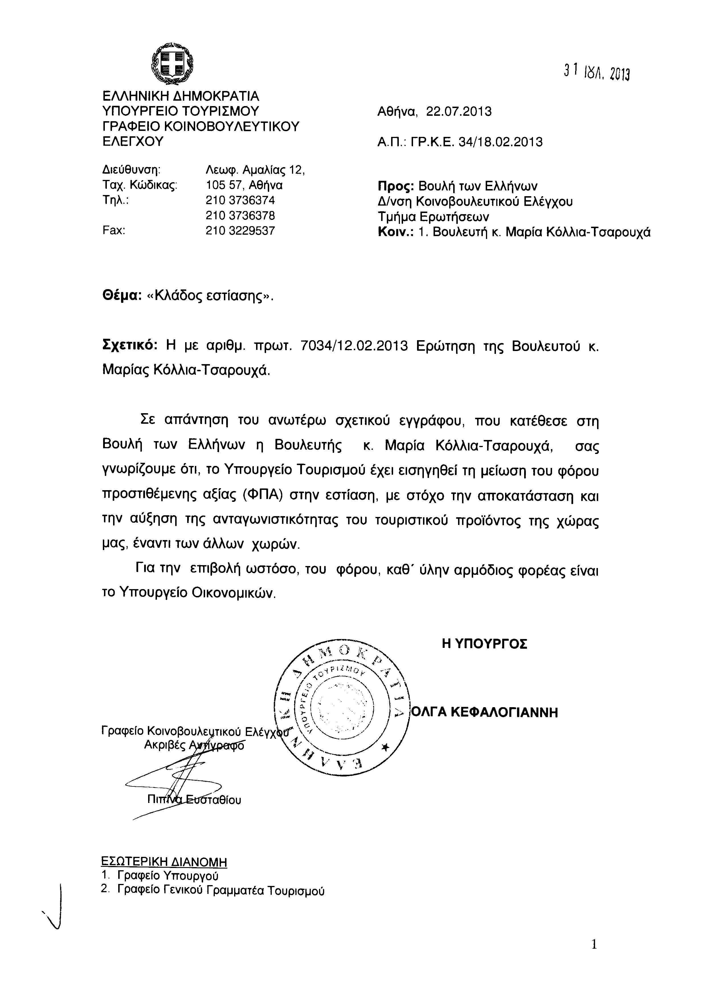 31 ΙΟΥΛ. 2013
ΕΛΛΗΝΙΚΗ ΔΗΜΟΚΡΑΤΙΑ
ΥΠΟΥΡΓΕΙΟ ΤΟΥΡΙΣΜΟΥ
ΓΡΑΦΕΙΟ ΚΟΙΝΟΒΟΥΛΕΥΤΙΚΟΥ
ΕΛΕΓΧΟΥ
Αθήνα, 22.07.2013
Α.Π.: ΓΡ.Κ.Ε. 34/18.02.2013
Διεύθυνση: Λεωφ. Αμαλίας 12,
Ταχ. Κώδικας: 105 57, Αθήνα
Τηλ.: 210 3736374
210 3736378
Fax: 210 3229537
Προς: Βουλή των Ελλήνων
Δ/νση Κοινοβουλευτικού Ελέγχου
Τμήμα Ερωτήσεων
Κοιν.: 1. Βουλευτή κ. Μαρία Κόλλια-Τσαρουχά
Θέμα: «Κλάδος εστίασης».
Σχετικό: Η με αριθμ. πρωτ. 7034/12.02.2013 Ερώτηση της Βουλευτού κ.
Μαρίας Κόλλια-Τσαρουχά.
Σε απάντηση του ανωτέρω σχετικού εγγράφου, που κατέθεσε στη
Βουλή των Ελλήνων η Βουλευτής κ. Μαρία Κόλλια-Τσαρουχά, σας
γνωρίζουμε ότι, το Υπουργείο Τουρισμού έχει εισηγηθεί τη μείωση του φόρου
προστιθέμενης αξίας (ΦΠΑ) στην εστίαση, με στόχο την αποκατάσταση και
την αύξηση της ανταγωνιστικότητας του τουριστικού προϊόντος της χώρας
μας, έναντι των άλλων χωρών.
Για την επιβολή ωστόσο, του φόρου, καθ΄ ύλην αρμόδιος φορέας είναι
το Υπουργείο Οικονομικών.
Η ΥΠΟΥΡΓΟΣ
ΕΛΛΗΝΙΚΗ ΔΗΜΟΚΡΑΤΙΑ
ΥΠΟΥΡΓΕΙΟ ΤΟΥΡΙΣΜΟΥ
ΟΛΓΑ ΚΕΦΑΛΟΓΙΑΝΝΗ
Γραφείο Κοινοβουλευτικού Ελέγχου
Ακριβές Αντίγραφο
Πιπίνα Ευσταθίου
ΕΣΩΤΕΡΙΚΗ ΔΙΑΝΟΜΗ
1. Γραφείο Υπουργού
2. Γραφείο Γενικού Γραμματέα Τουρισμού
1